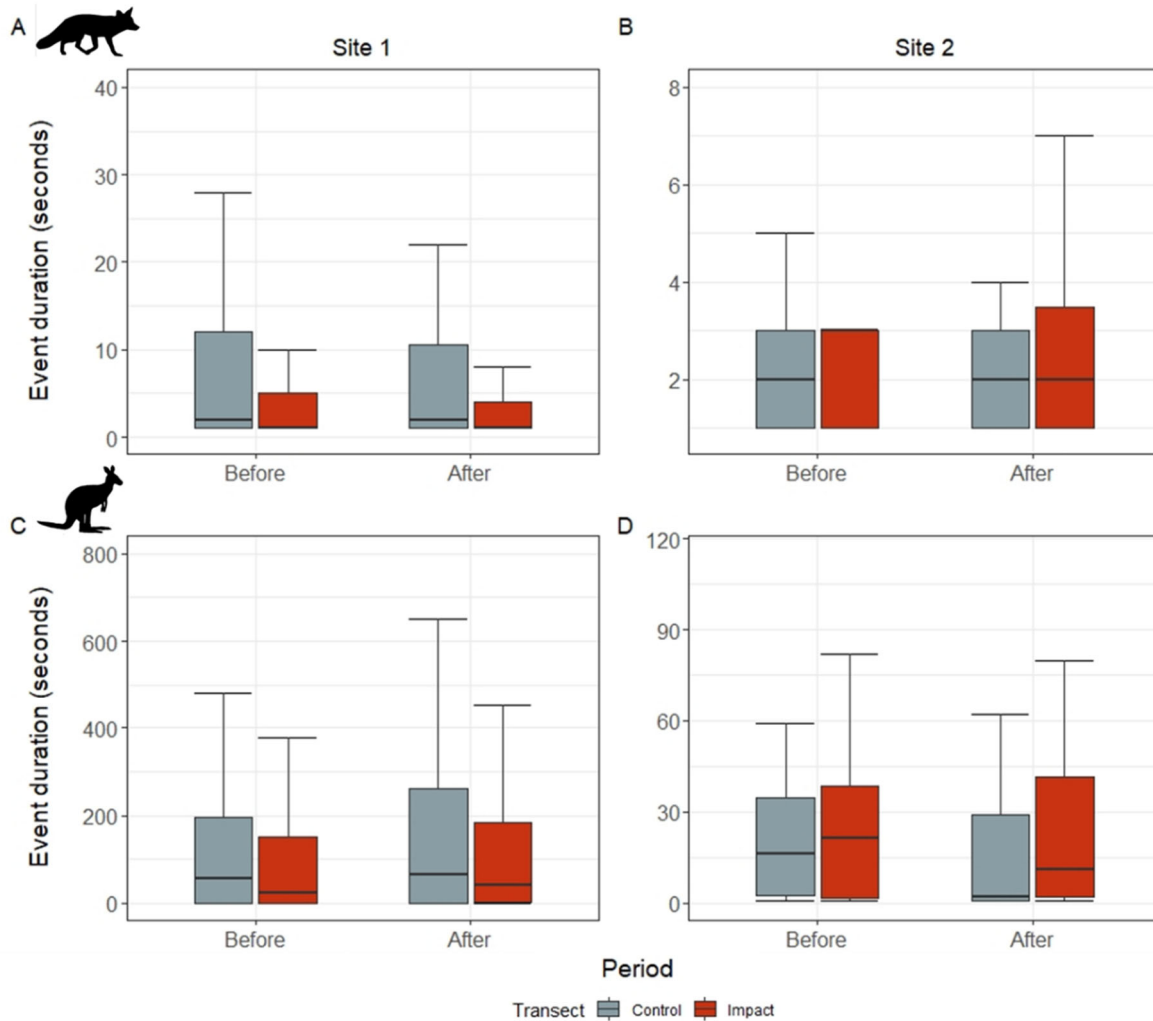 A
Site 1
B
Site 2
Event duration (seconds)
40
30
20
10
0
Before
After
8
6
4
2
Before
After
C
D
Event duration (seconds)
800
600
400
200
0
Before
After
120
90
60
30
0
Before
After
Period
Transect Control Impact